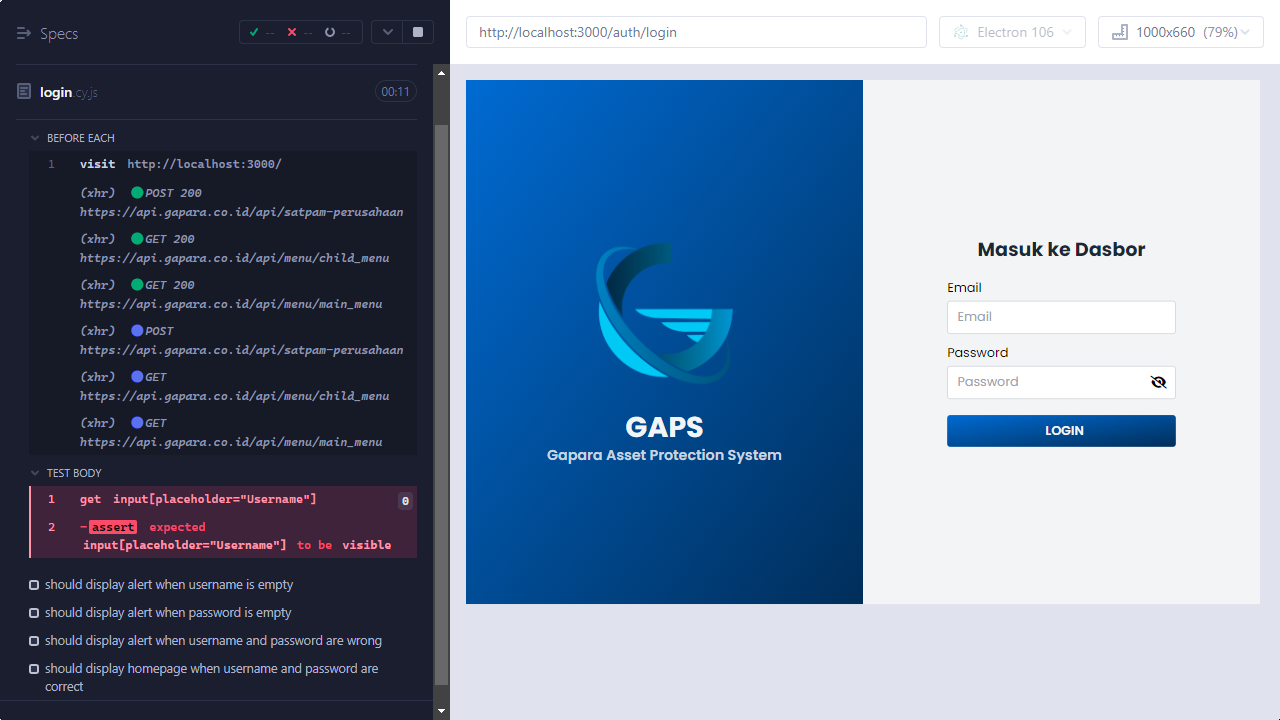 Specs
-- -- --
login.cy.js
00:11
BEFORE EACH
1 visit http://localhost:3000/
(xhr) POST 200
https://api.gapara.co.id/api/satpam-perusahaan
(xhr) GET 200
https://api.gapara.co.id/api/menu/child_menu
(xhr) GET 200
https://api.gapara.co.id/api/menu/main_menu
(xhr) POST
https://api.gapara.co.id/api/satpam-perusahaan
(xhr) GET
https://api.gapara.co.id/api/menu/child_menu
(xhr) GET
https://api.gapara.co.id/api/menu/main_menu
TEST BODY
1 get input[placeholder="Username"] 0
2 -assert expected
input[placeholder="Username"] to be visible
should display alert when username is empty
should display alert when password is empty
should display alert when username and password are wrong
should display homepage when username and password are
correct
http://localhost:3000/auth/login
Electron 106
1000x660 (79%)
GAPS
Gapara Asset Protection System
Masuk ke Dasbor
Email
Email
Password
Password
LOGIN